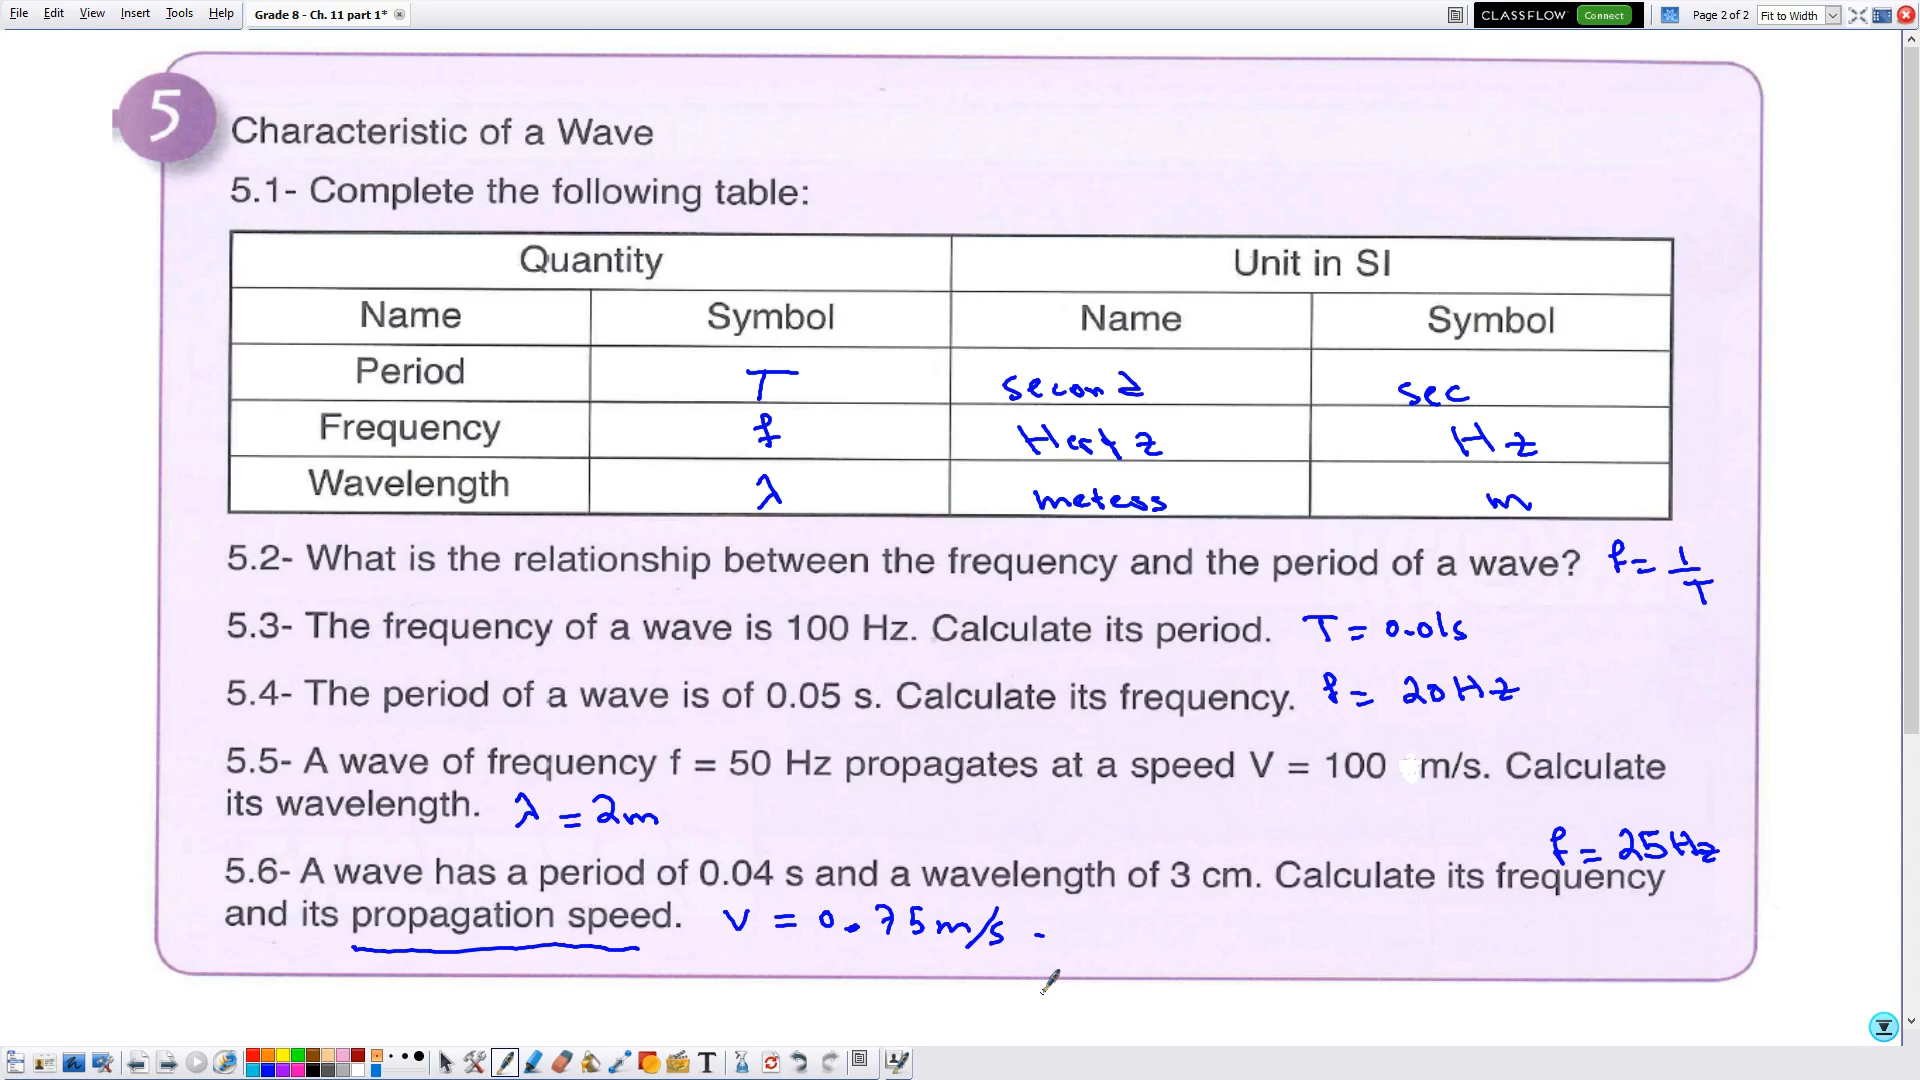 File Edit View Insert Tools Help Grade 8 - Ch. 11 part 1* CLASSFLOW Connect Page 2 of 2 Fit to Width
5
Characteristic of a Wave
5.1- Complete the following table:
Quantity Unit in SI
Name Symbol Name Symbol
Period T second sec
Frequency f Hertz Hz
Wavelength λ meters m
5.2- What is the relationship between the frequency and the period of a wave? f = 1/T
5.3- The frequency of a wave is 100 Hz. Calculate its period. T = 0.01s
5.4- The period of a wave is of 0.05 s. Calculate its frequency. f = 20Hz
5.5- A wave of frequency f = 50 Hz propagates at a speed V = 100 m/s. Calculate
its wavelength. λ = 2m
f = 25Hz
5.6- A wave has a period of 0.04 s and a wavelength of 3 cm. Calculate its frequency
and its propagation speed. V = 0.75m/s.
T